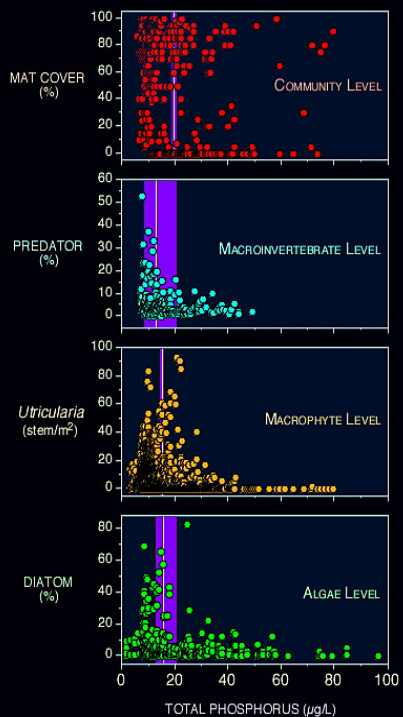 100
80
MAT COVER
(%)
60
40
20
0
COMMUNITY LEVEL
60
50
40
PREDATOR
(%)
30
20
10
0
MACROINVERTEBRATE LEVEL
100
80
Utricularia
(stem/m²)
60
40
20
0
MACROPHYTE LEVEL
100
80
DIATOM
(%)
60
40
20
0
ALGAE LEVEL
0 20 40 60 80 100
TOTAL PHOSPHORUS (µg/L)